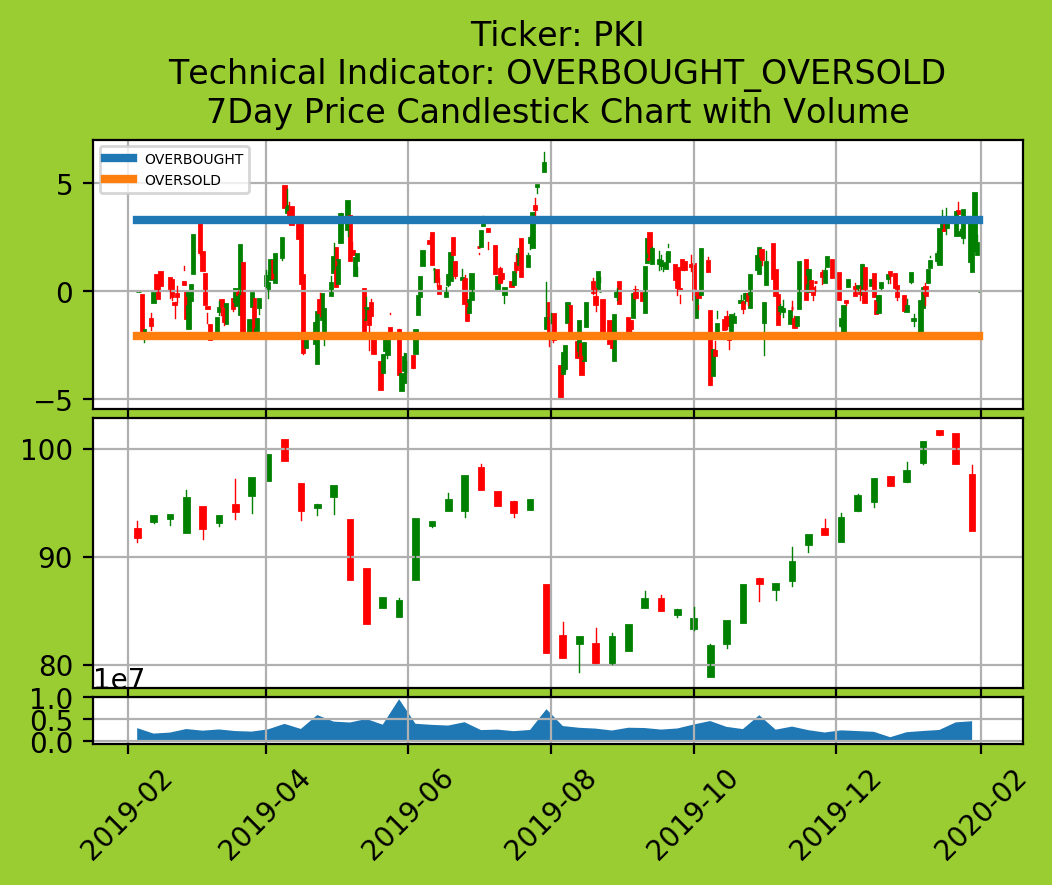 Ticker: PKI
Technical Indicator: OVERBOUGHT_OVERSOLD
7Day Price Candlestick Chart with Volume
OVERBOUGHT
OVERSOLD
5
0
−5
100
90
80
1e7
1.0
0.5
0.0
2019-02
2019-04
2019-06
2019-08
2019-10
2019-12
2020-02